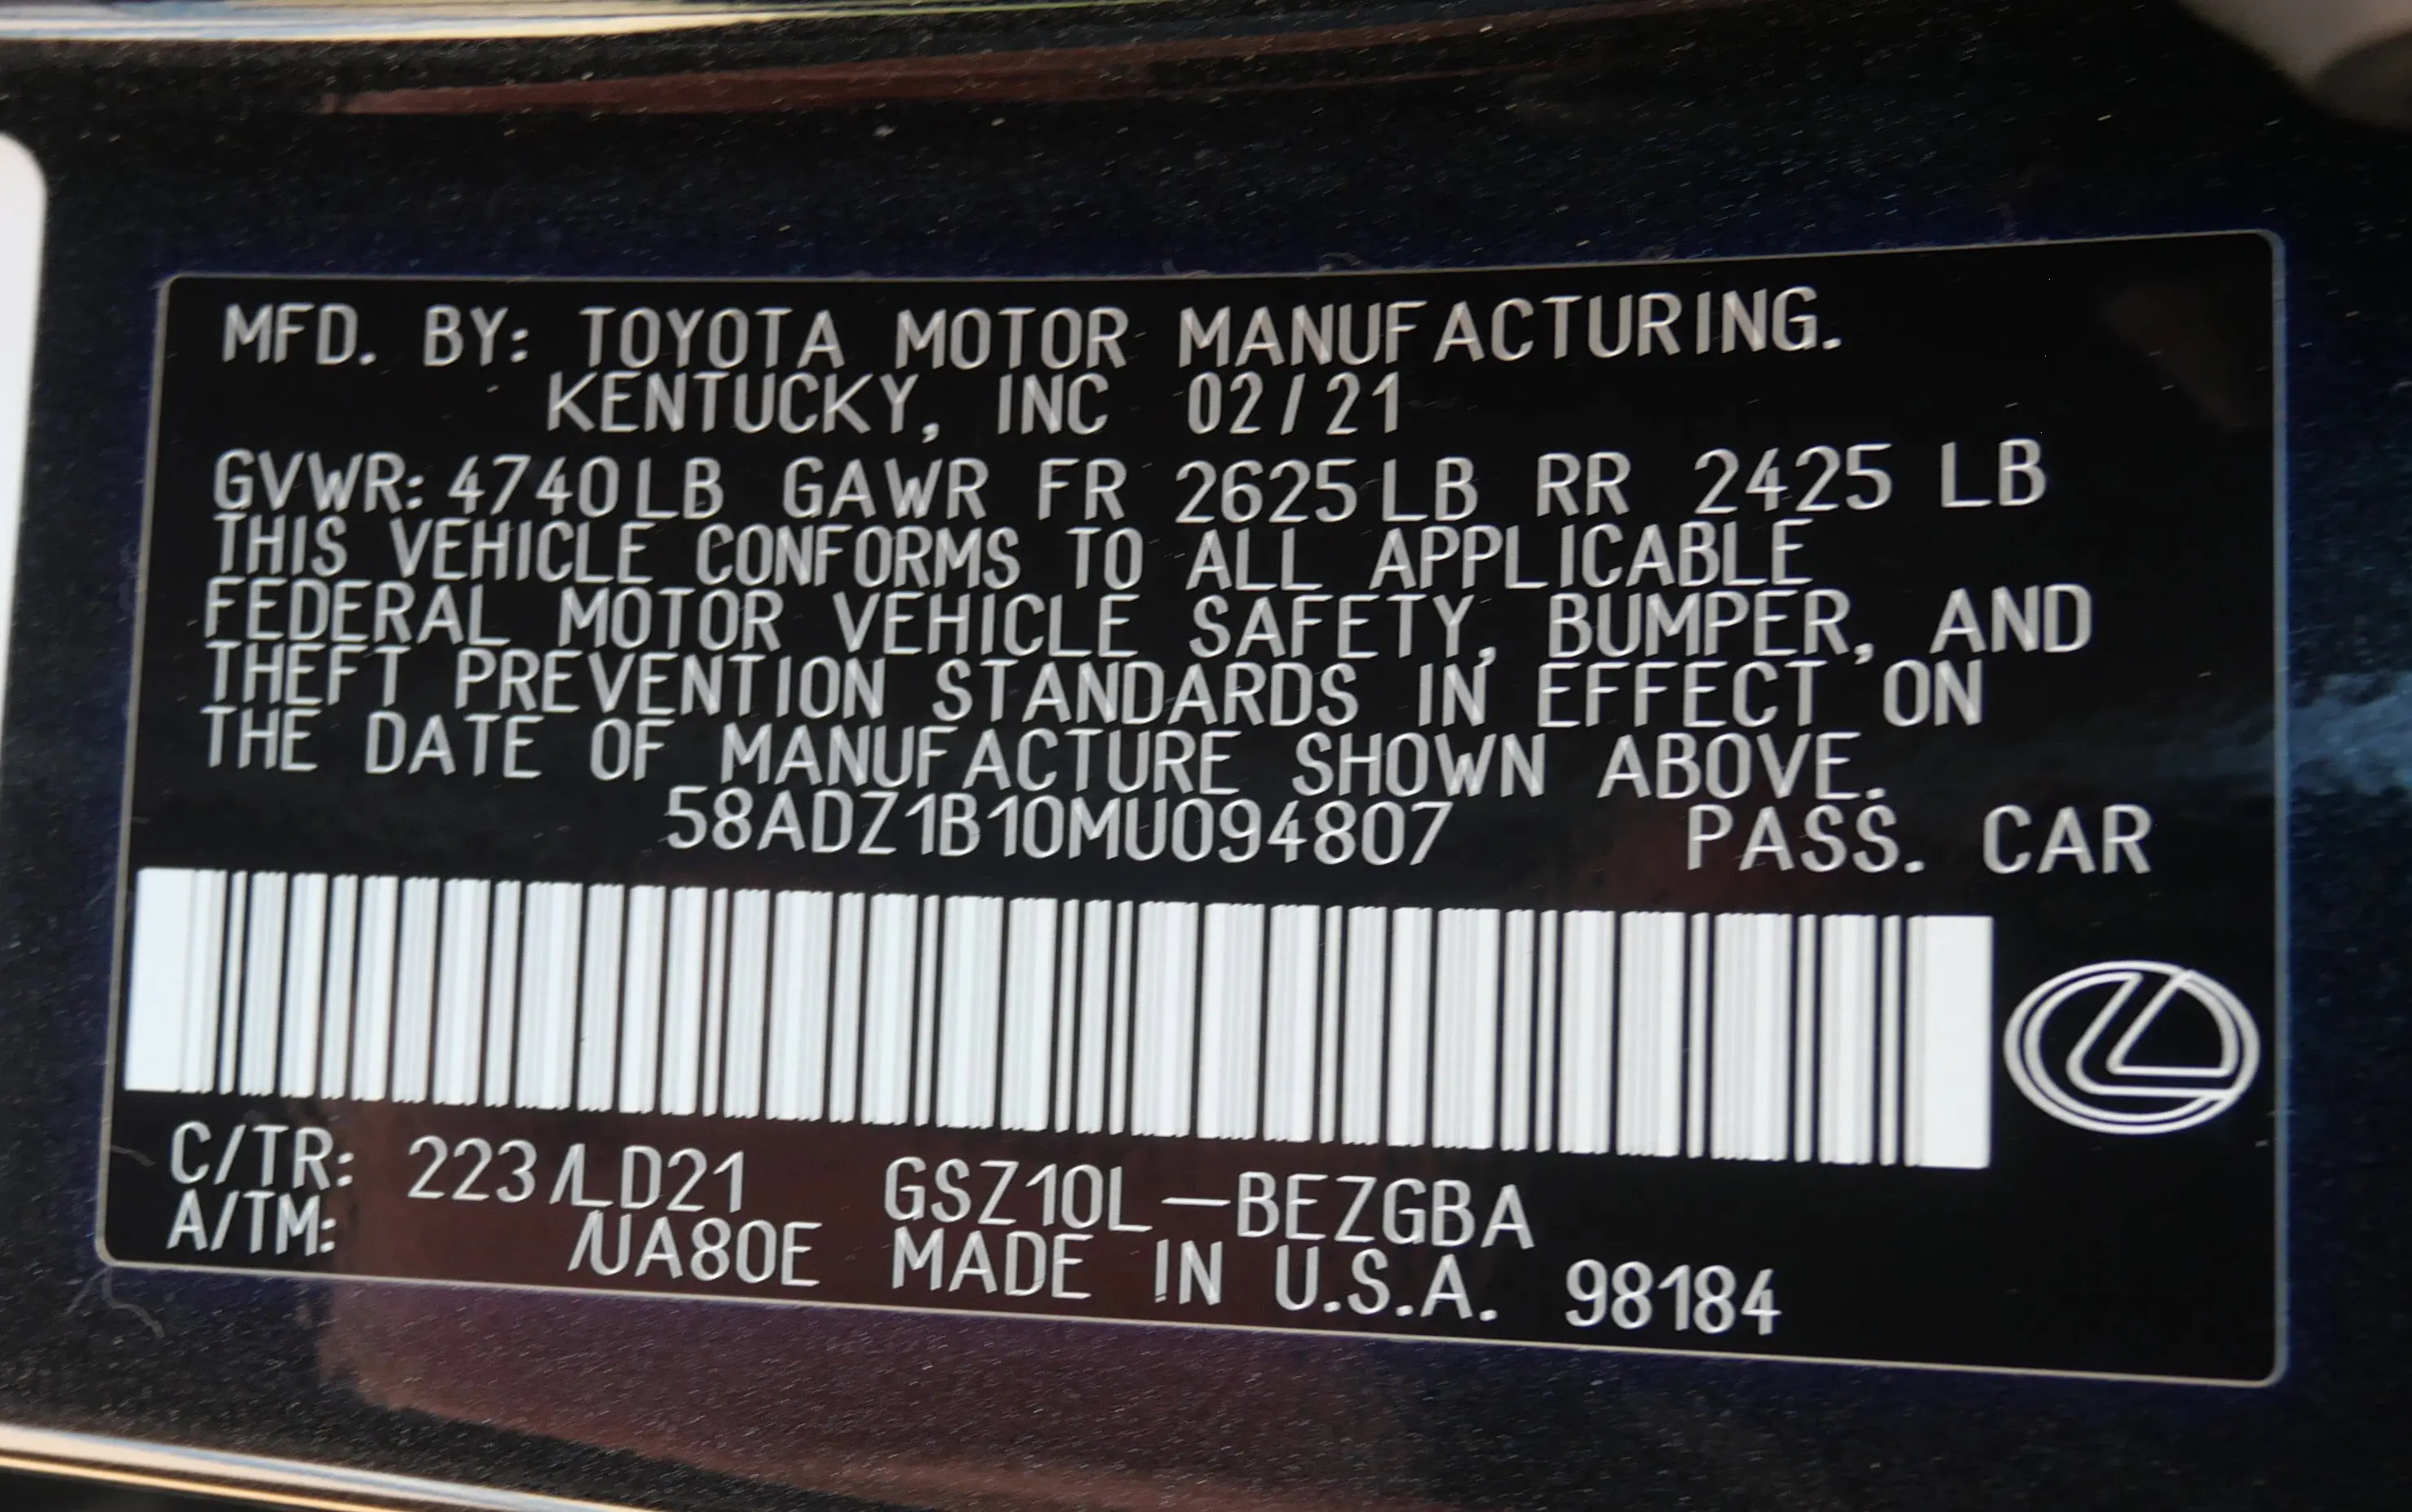 MFD. BY: TOYOTA MOTOR MANUFACTURING.
KENTUCKY, INC 02/21
GVWR: 4740LB GAWR FR 2625LB RR 2425 LB
THIS VEHICLE CONFORMS TO ALL APPLICABLE
FEDERAL MOTOR VEHICLE SAFETY, BUMPER, AND
THEFT PREVENTION STANDARDS IN EFFECT ON
THE DATE OF MANUFACTURE SHOWN ABOVE.
58ADZ1B10MU094807 PASS. CAR
C/TR: 223/LD21 GSZ10L-BEZGBA
A/TM: /UA80E MADE IN U.S.A. 98184